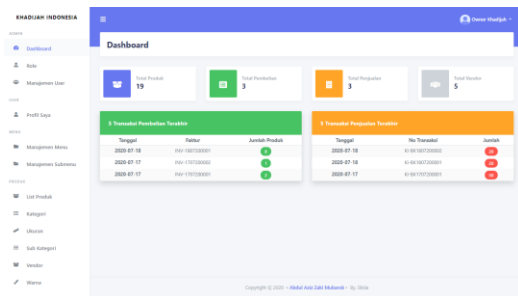 KHADIJAH INDONESIA
Owner Khadijah
Dashboard
Role
Manajemen User
Profil Saya
MENU
Manajemen Menu
Manajemen Submenu
PRODUK
List Produk
Kategori
Ukuran
Sub Kategori
Vendor
Warna
Dashboard
Total Produk
19
Total Pembelian
3
Total Penjualan
3
Total Vendor
5
5 Transaksi Pembelian Terakhir
Tanggal Faktur Jumlah Produk
2020-07-18
2020-07-17
2020-07-17
5 Transaksi Penjualan Terakhir
Tanggal No Transaksi Jumlah
2020-07-18
2020-07-18
2020-07-17
Copyright © 2020 - Abdul Aziz Zaki Mubarok - By.